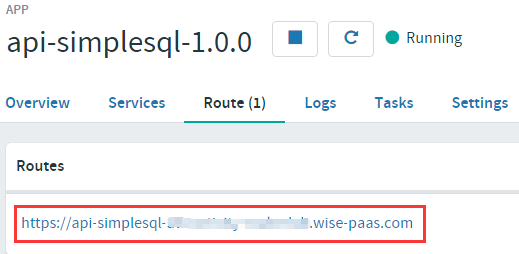 APP
api-simplesql-1.0.0 Running
Overview Services Route (1) Logs Tasks Settings
Routes
https://api-simplesql- .wise-paas.com